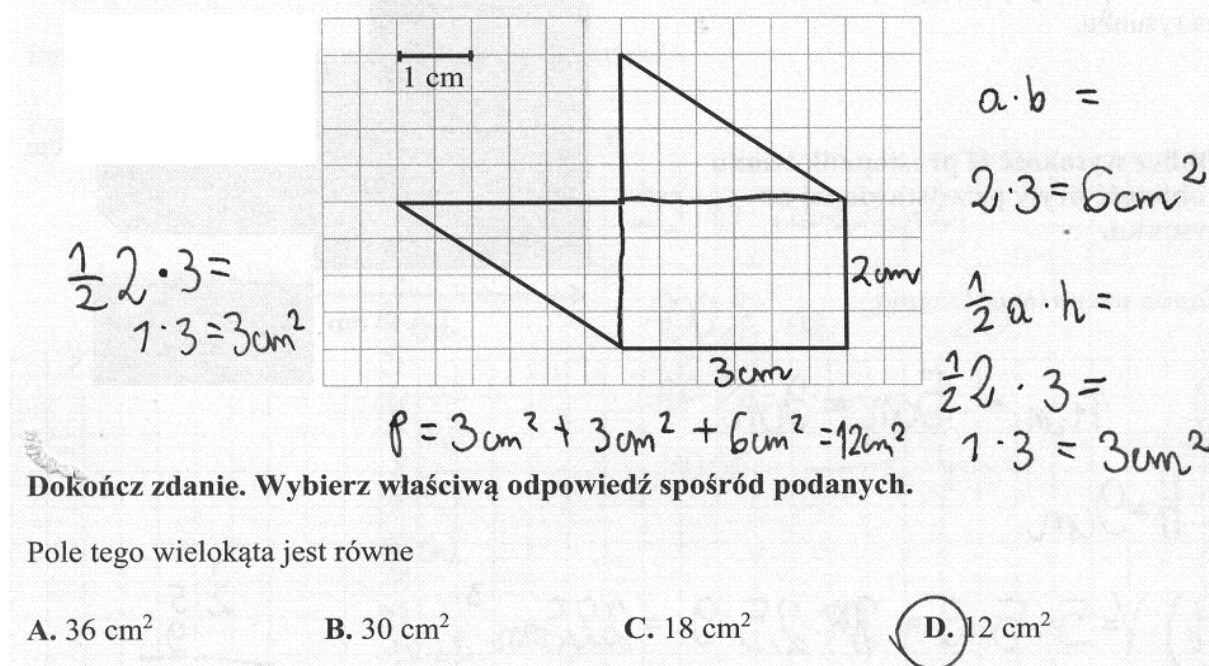 1 cm
a·b =
2·3 = 6cm²
1/2 2·3 =
1·3 = 3cm²
2cm
3cm
1/2 a·h =
1/2 2·3 =
1·3 = 3cm²
P = 3cm² + 3cm² + 6cm² = 12cm²
Dokończ zdanie. Wybierz właściwą odpowiedź spośród podanych.
Pole tego wielokąta jest równe
A. 36 cm² B. 30 cm² C. 18 cm² D. 12 cm²